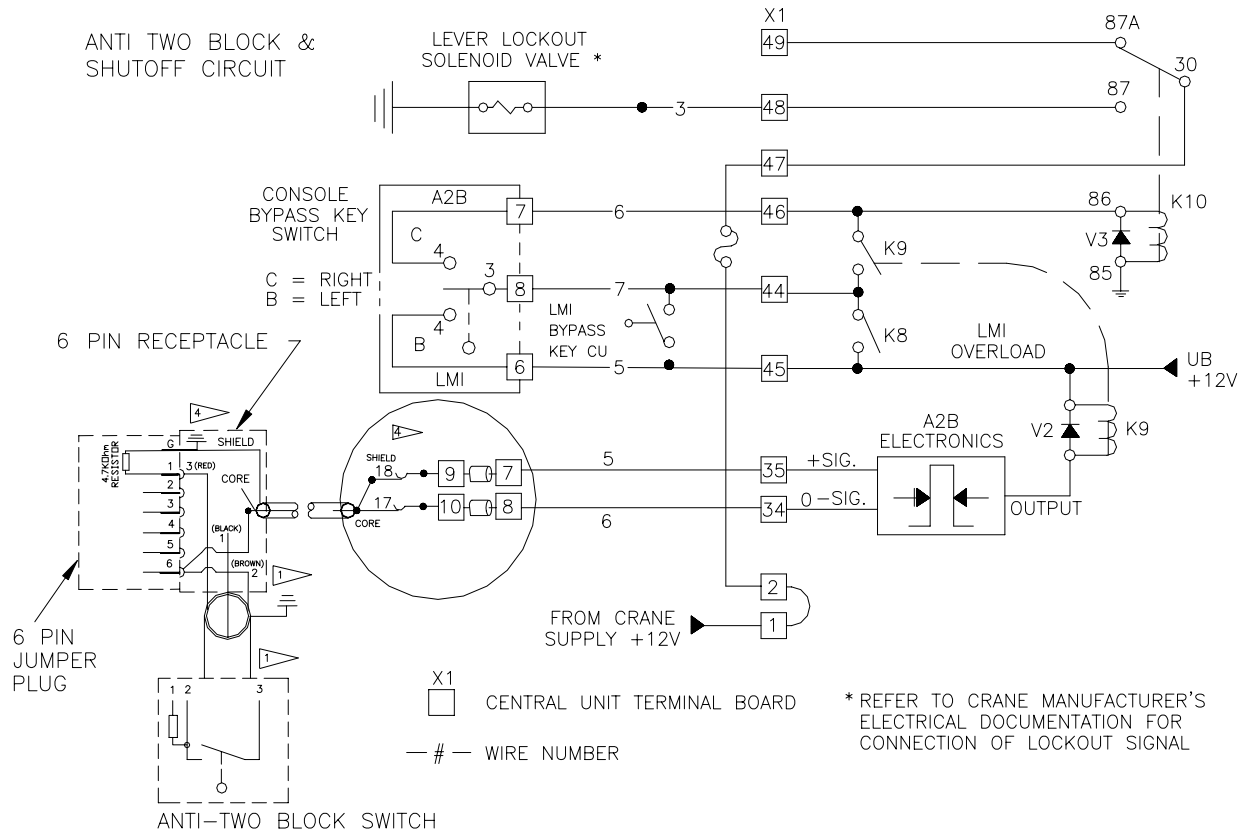 ANTI TWO BLOCK &
SHUTOFF CIRCUIT
LEVER LOCKOUT
SOLENOID VALVE *
X1
49
87A
30
3
48
87
47
CONSOLE
BYPASS KEY
SWITCH
C = RIGHT
B = LEFT
A2B
7
6
46
86
K10
C
4
K9
V3
3
8
7
44
85
4
LMI
BYPASS
KEY CU
K8
LMI
OVERLOAD
B
LMI
6
5
45
UB
+12V
6 PIN RECEPTACLE
4
G
SHIELD
4.7KOhm
RESISTOR
1
3 (RED)
2
CORE
3
4
(BLACK)
1
5
(BROWN)
6
2
1
4
SHIELD
18
9
7
5
35
+SIG.
17
10
8
6
34
0-SIG.
CORE
A2B
ELECTRONICS
OUTPUT
V2
K9
2
1
FROM CRANE
SUPPLY +12V
6 PIN
JUMPER
PLUG
1
1 2 3
ANTI-TWO BLOCK SWITCH
X1
CENTRAL UNIT TERMINAL BOARD
— # — WIRE NUMBER
* REFER TO CRANE MANUFACTURER'S
ELECTRICAL DOCUMENTATION FOR
CONNECTION OF LOCKOUT SIGNAL